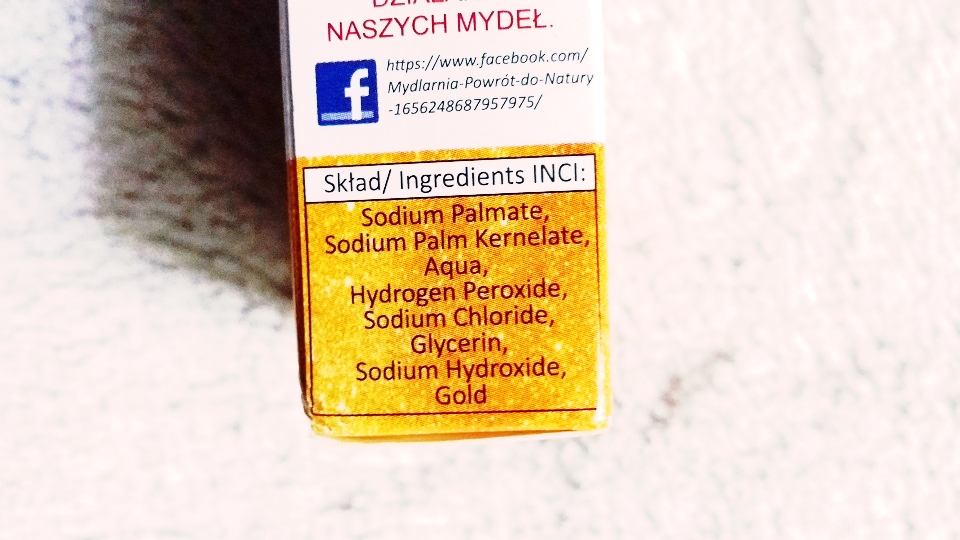 NASZYCH MYDEŁ.
https://www.facebook.com/
Mydlarnia-Powrót-do-Natury
-1656248687957975/
Skład/ Ingredients INCI:
Sodium Palmate,
Sodium Palm Kernelate,
Aqua,
Hydrogen Peroxide,
Sodium Chloride,
Glycerin,
Sodium Hydroxide,
Gold